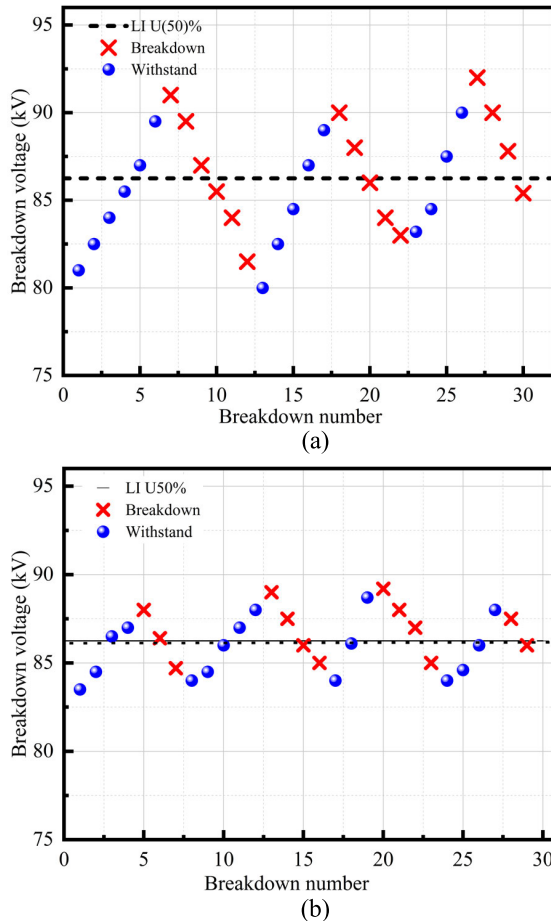 95
90
85
80
75
Breakdown voltage (kV)
LI U(50)%
Breakdown
Withstand
0 5 10 15 20 25 30
Breakdown number
(a)
95
90
85
80
75
Breakdown voltage (kV)
LI U50%
Breakdown
Withstand
0 5 10 15 20 25 30
Breakdown number
(b)